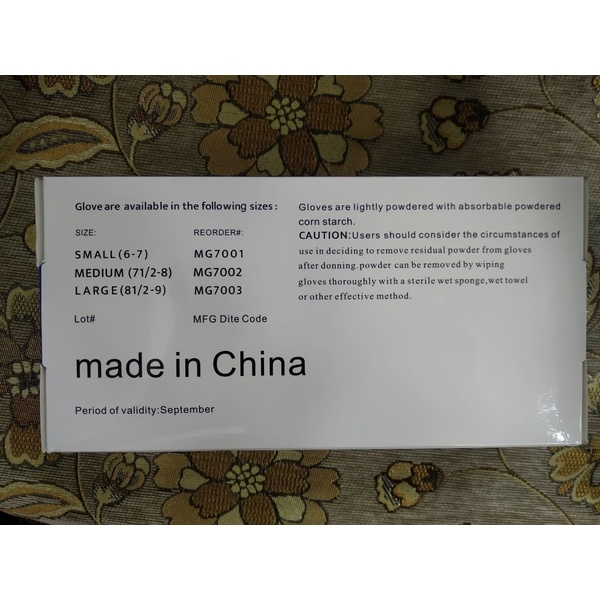 Glove are available in the following sizes :
SIZE: REORDER#:
SMALL (6-7) MG7001
MEDIUM (71/2-8) MG7002
LARGE (81/2-9) MG7003
Lot# MFG Dite Code
made in China
Period of validity:September
Gloves are lightly powdered with absorbable powdered
corn starch.
CAUTION:Users should consider the circumstances of
use in deciding to remove residual powder from gloves
after donning.powder can be removed by wiping
gloves thoroughly with a sterile wet sponge,wet towel
or other effective method.